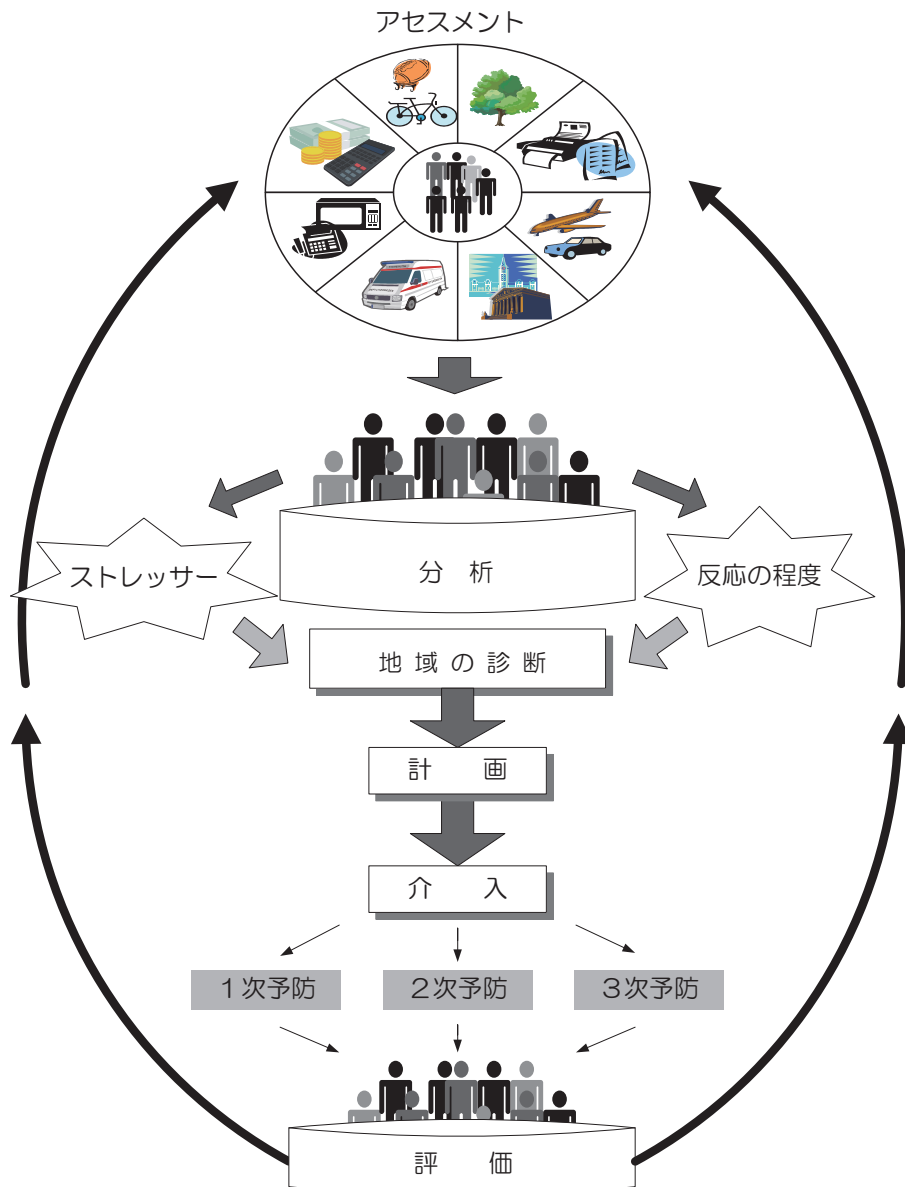 アセスメント
分　析
ストレッサー
反応の程度
地 域 の 診 断
計　　画
介　　入
１次予防
２次予防
３次予防
評　　価